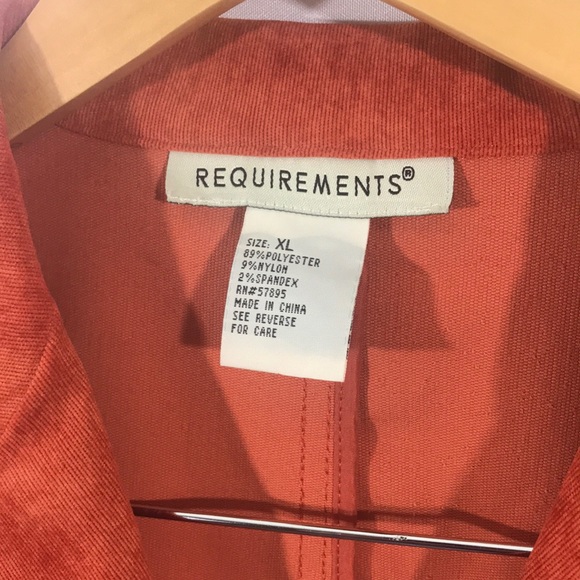 REQUIREMENTS®
SIZE: XL
89%POLYESTER
9%NYLON
2%SPANDEX
RN#57895
MADE IN CHINA
SEE REVERSE
FOR CARE